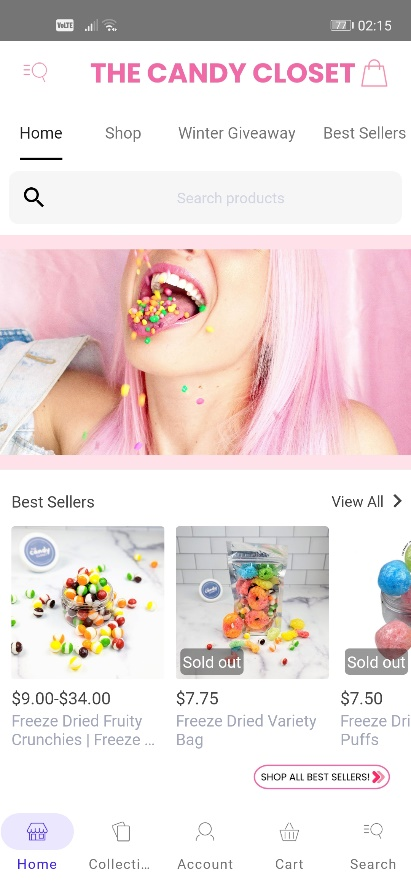 VoLTE 77 02:15
THE CANDY CLOSET
Home Shop Winter Giveaway Best Sellers
Search products
Best Sellers View All
Sold out Sold out
$9.00-$34.00 $7.75 $7.50
Freeze Dried Fruity Freeze Dried Variety Freeze Dri
Crunchies | Freeze ... Bag Puffs
SHOP ALL BEST SELLERS!
Home Collecti... Account Cart Search